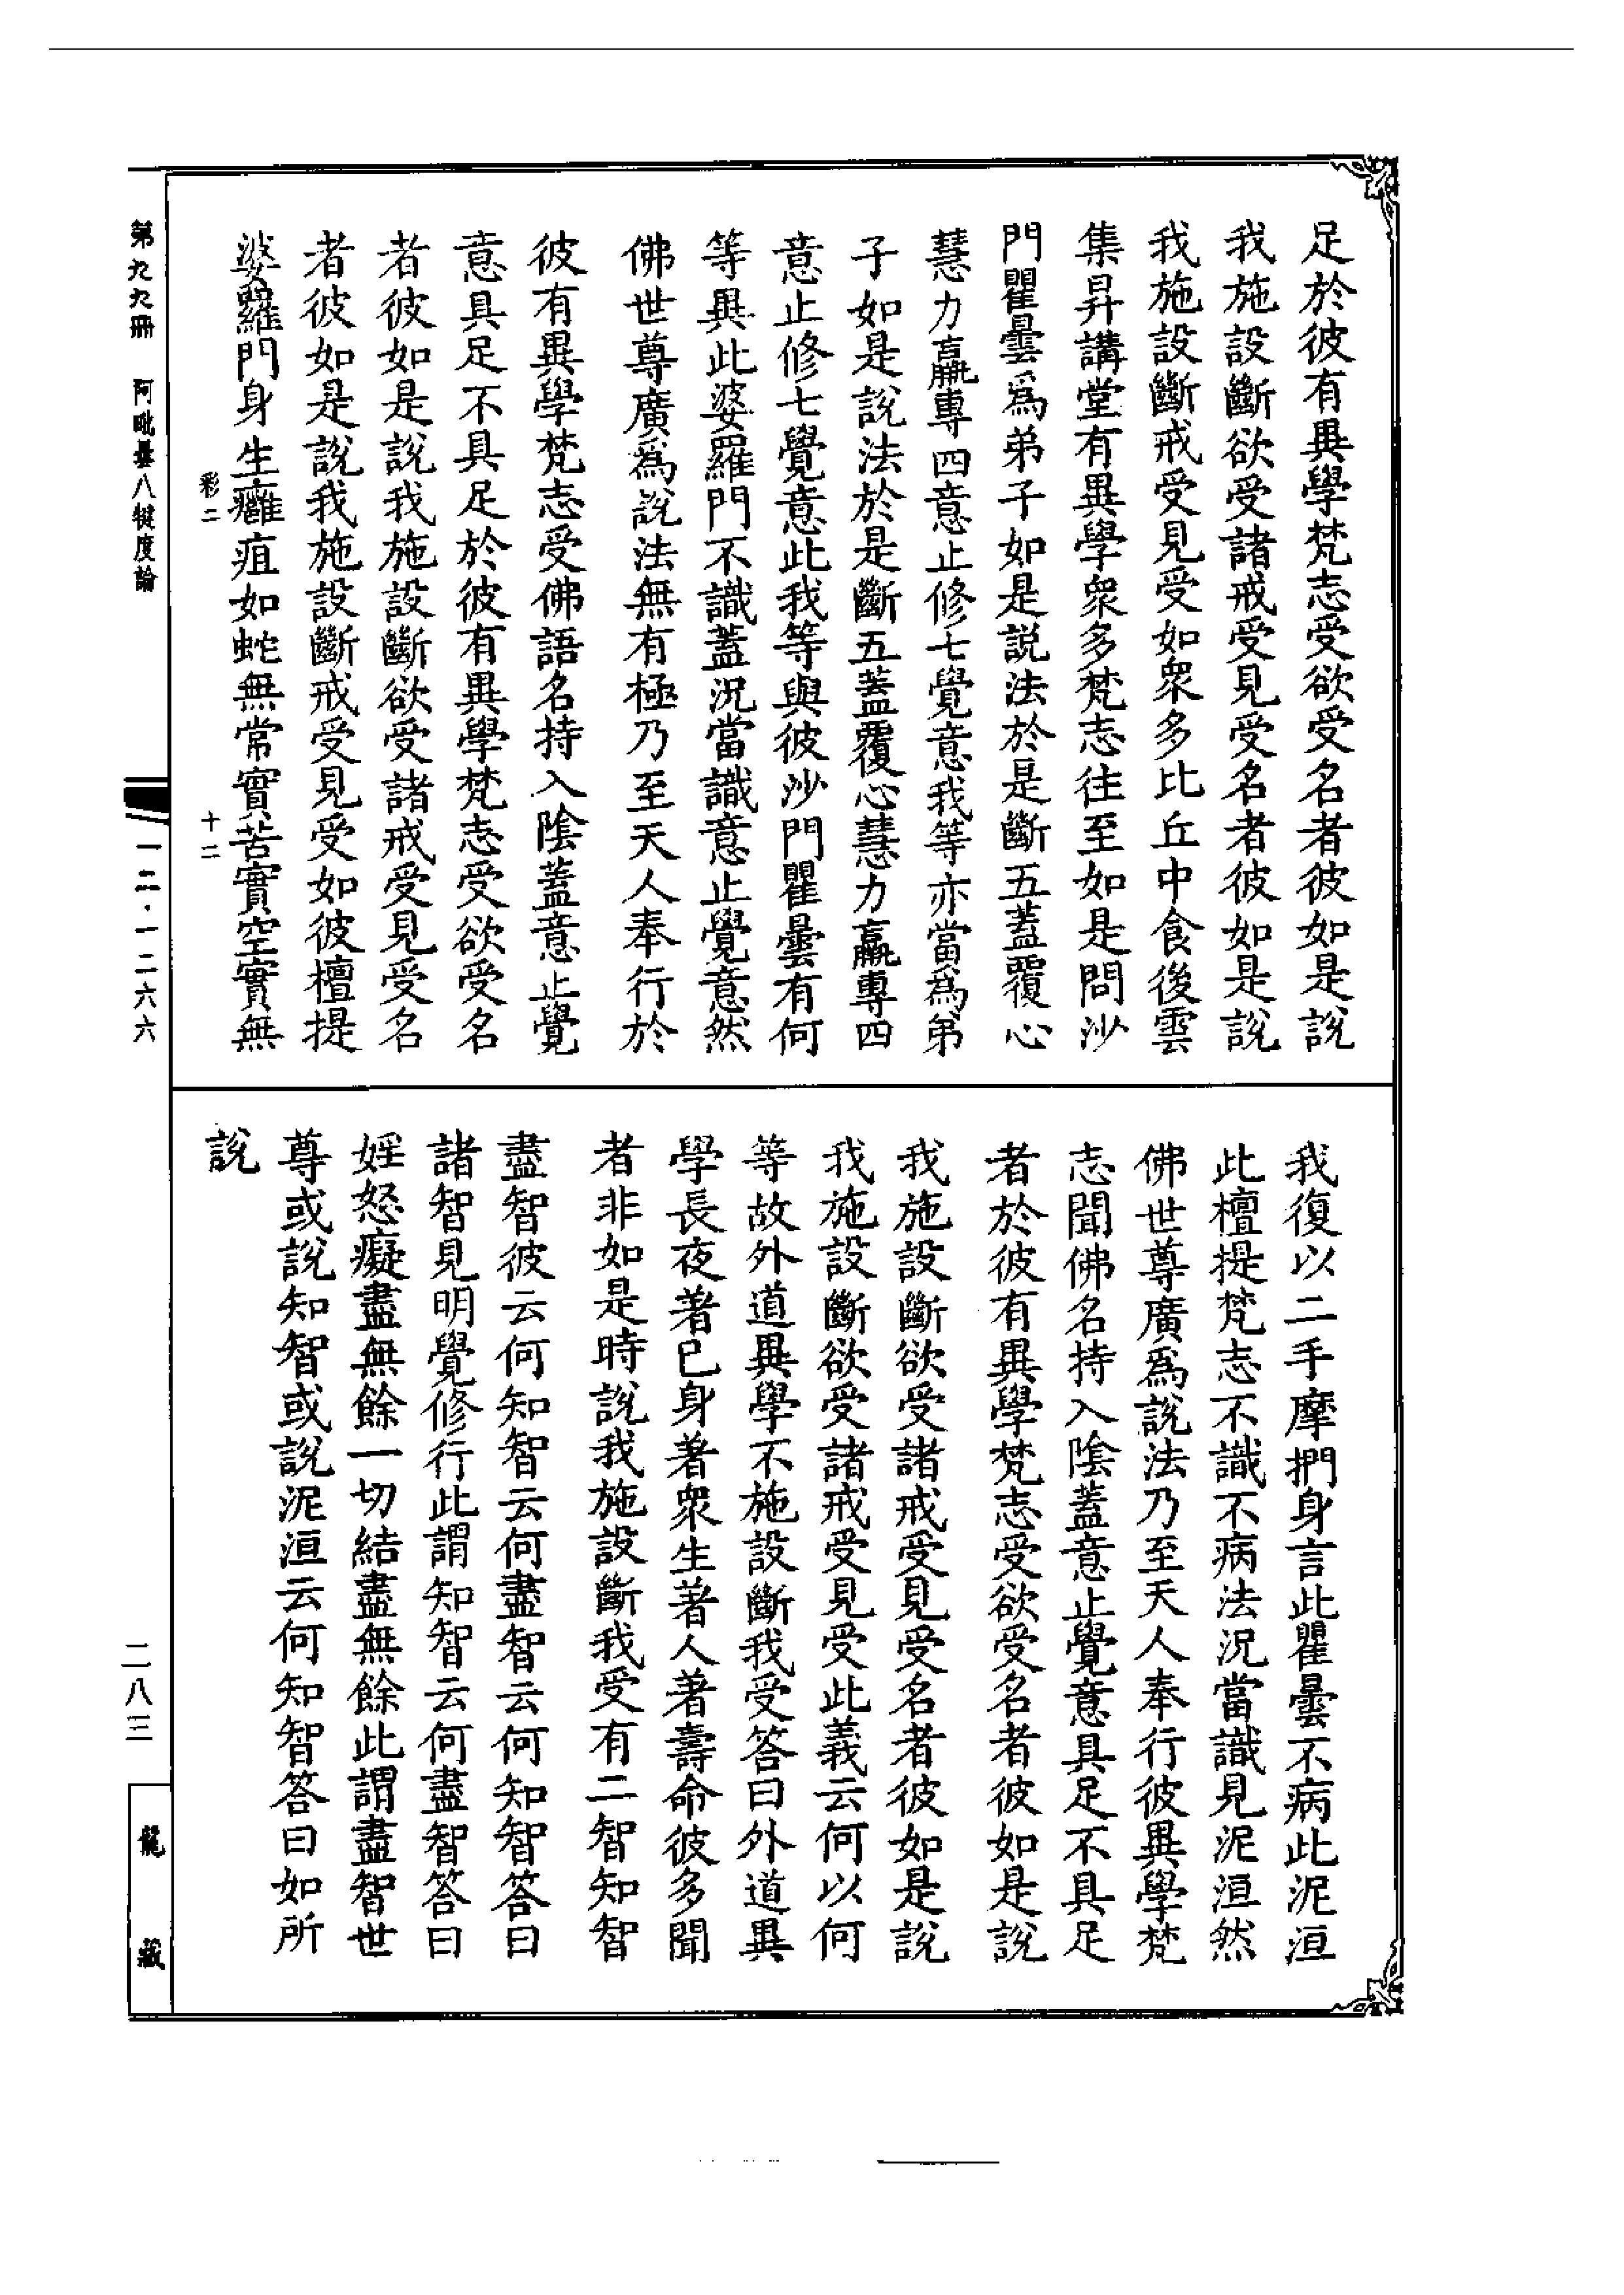 足於彼有異學梵志受欲受名者彼如是說
我施設斷欲受諸戒受見受名者彼如是說
我施設斷戒受見受如衆多比丘中食後雲
集昇講堂有異學衆多梵志往至如是問沙
門瞿曇爲弟子如是說法於是斷五蓋覆心
慧力羸專四意止修七覺意我等亦當爲弟
子如是說法於是斷五蓋覆心慧力羸專四
意止修七覺意此我等與彼沙門瞿曇有何
等異此婆羅門不識蓋況當識意止覺意然
佛世尊廣爲說法無有極乃至天人奉行於
彼有異學梵志受佛語名持入陰蓋意止覺
意具足不具足於彼有異學梵志受欲受名
者彼如是說我施設斷欲受諸戒受見受名
者彼如是說我施設斷戒受見受如彼檀提
婆羅門身生癰疽如蛇無常實苦實空實無
我復以二手摩捫身言此瞿曇不病此泥洹
此檀提梵志不識不病法況當識見泥洹然
佛世尊廣爲說法乃至天人奉行彼異學梵
志聞佛名持入陰蓋意止覺意具足不具足
者於彼有異學梵志受欲受名者彼如是說
我施設斷欲受諸戒受見受名者彼如是說
我施設斷欲受諸戒受見受此義云何以何
等故外道異學不施設斷我受答曰外道異
學長夜著已身著衆生著人著壽命彼多聞
者非如是時說我施設斷我受有二智知智
盡智彼云何知智云何盡智云何知智答曰
諸智見明覺修行此謂知智云何盡智答曰
婬怒癡盡無餘一切結盡無餘此謂盡智世
尊或說知智或說泥洹云何知智答曰如所
說
彩二
十二
第九九冊
阿毗曇八犍度論
一二·一二六六
二八三
龍藏